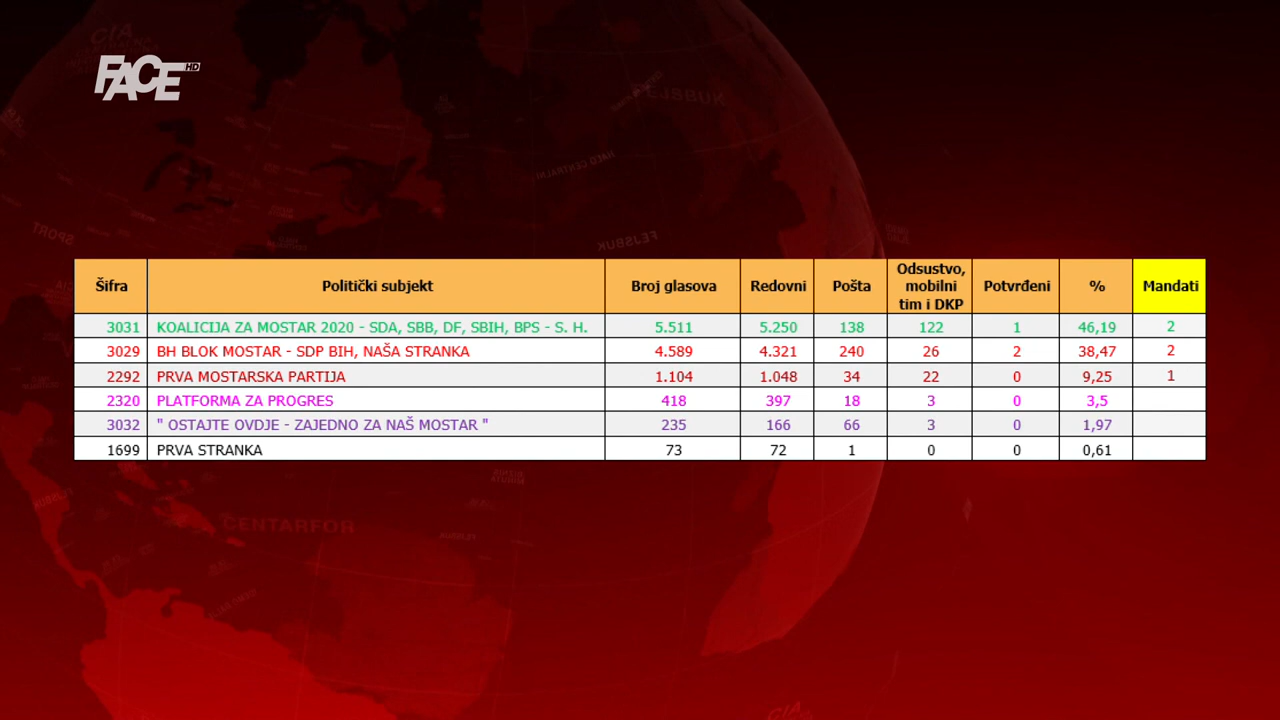 FACE HD
Šifra Politički subjekt Broj glasova Redovni Pošta Odsustvo, mobilni tim i DKP Potvrđeni % Mandati
3031 KOALICIJA ZA MOSTAR 2020 - SDA, SBB, DF, SBIH, BPS - S. H. 5.511 5.250 138 122 1 46,19 2
3029 BH BLOK MOSTAR - SDP BIH, NAŠA STRANKA 4.589 4.321 240 26 2 38,47 2
2292 PRVA MOSTARSKA PARTIJA 1.104 1.048 34 22 0 9,25 1
2320 PLATFORMA ZA PROGRES 418 397 18 3 0 3,5
3032 " OSTAJTE OVDJE - ZAJEDNO ZA NAŠ MOSTAR " 235 166 66 3 0 1,97
1699 PRVA STRANKA 73 72 1 0 0 0,61
CENTARFOR